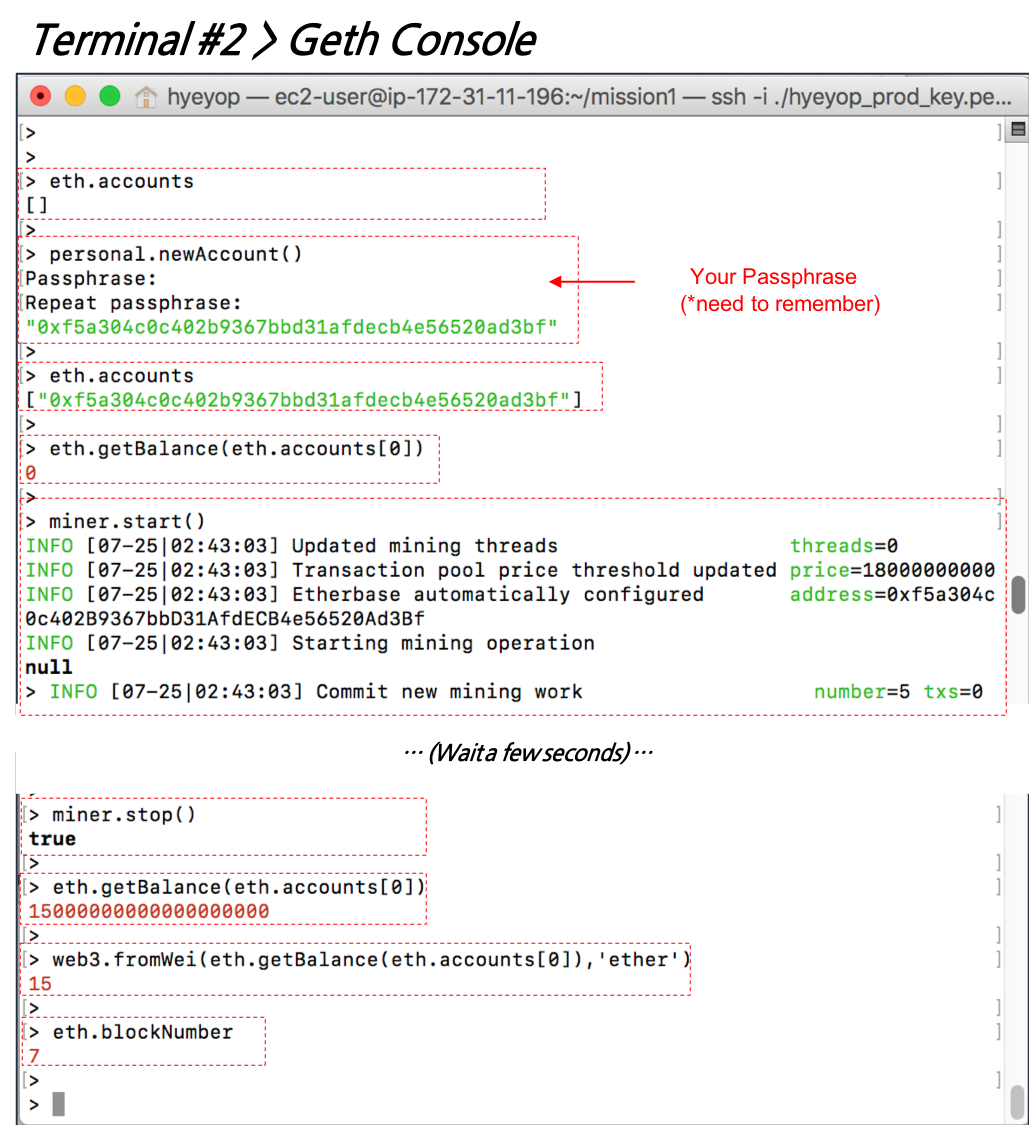 Terminal #2 > Geth Console
hyeyop — ec2-user@ip-172-31-11-196:~/mission1 — ssh -i ./hyeyop_prod_key.pe...
[> ]
>
[> eth.accounts ]
[]
[> ]
[> personal.newAccount() ]
[Passphrase: ]
[Repeat passphrase: ]
"0xf5a304c0c402b9367bbd31afdecb4e56520ad3bf"
Your Passphrase
(*need to remember)
[> ]
[> eth.accounts ]
["0xf5a304c0c402b9367bbd31afdecb4e56520ad3bf"]
[> ]
[> eth.getBalance(eth.accounts[0]) ]
0
[> ]
[> miner.start() ]
INFO [07-25|02:43:03] Updated mining threads threads=0
INFO [07-25|02:43:03] Transaction pool price threshold updated price=18000000000
INFO [07-25|02:43:03] Etherbase automatically configured address=0xf5a304c
0c402B9367bbD31AfdECB4e56520Ad3Bf
INFO [07-25|02:43:03] Starting mining operation
null
> INFO [07-25|02:43:03] Commit new mining work number=5 txs=0
⋯ (Wait a few seconds) ⋯
[> miner.stop() ]
true
[> ]
[> eth.getBalance(eth.accounts[0]) ]
15000000000000000000
[> ]
[> web3.fromWei(eth.getBalance(eth.accounts[0]),'ether') ]
15
[> ]
[> eth.blockNumber ]
7
[> ]
>